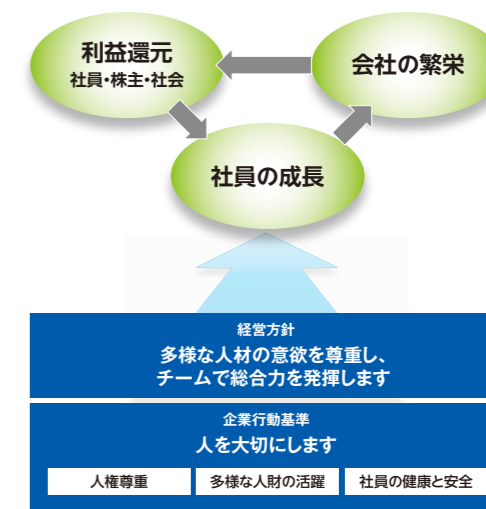 利益還元
社員・株主・社会
会社の繁栄
社員の成長
経営方針
多様な人材の意欲を尊重し、
チームで総合力を発揮します
企業行動基準
人を大切にします
人権尊重
多様な人財の活躍
社員の健康と安全